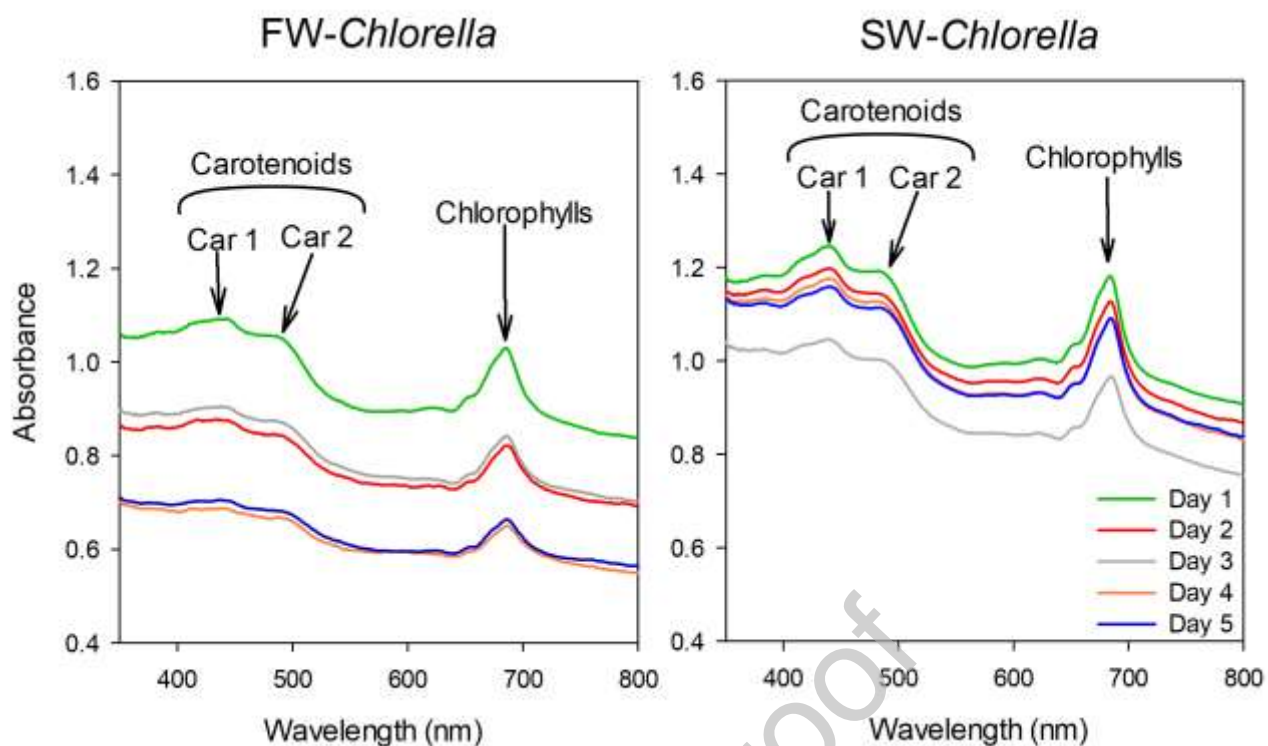 FW-Chlorella
SW-Chlorella
1.6
1.4
1.2
1.0
0.8
0.6
0.4
Absorbance
Carotenoids
Car 1
Car 2
Chlorophylls
400
500
600
700
800
Wavelength (nm)
1.6
1.4
1.2
1.0
0.8
0.6
0.4
Carotenoids
Car 1
Car 2
Chlorophylls
Day 1
Day 2
Day 3
Day 4
Day 5
400
500
600
700
800
Wavelength (nm)